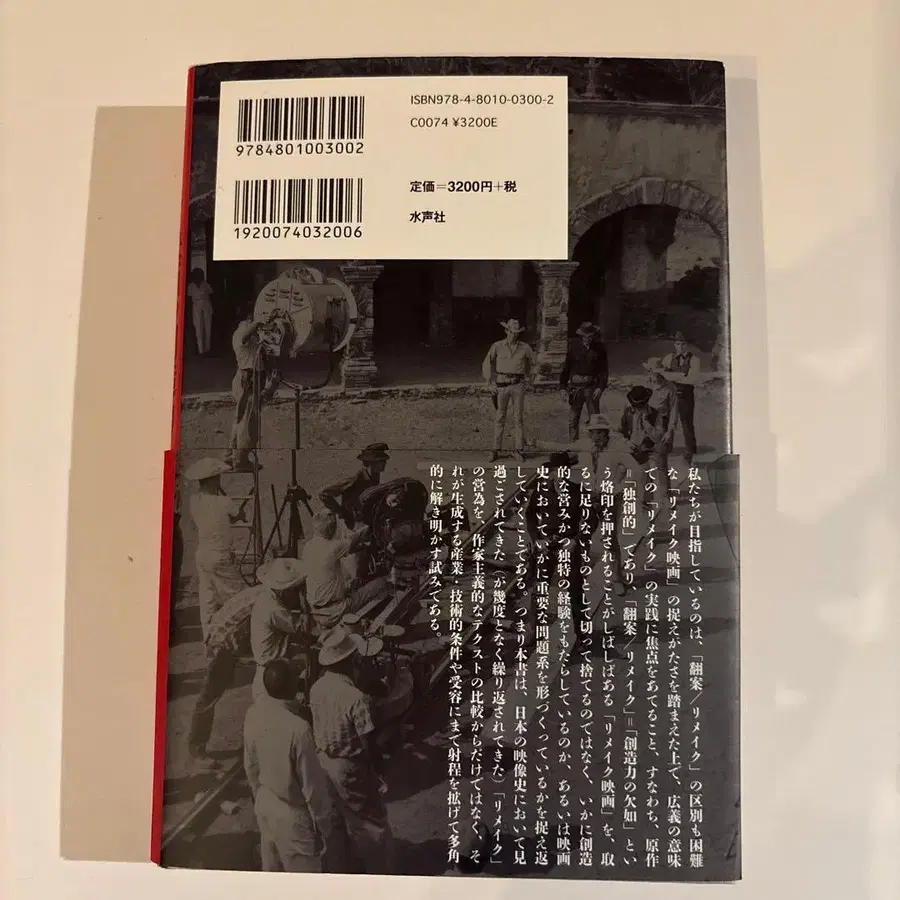 ISBN978-4-8010-0300-2
C0074 ¥3200E
9784801003002
定価=3200円+税
水声社
1920074032006
私たちが目指しているのは、「翻案/リメイク」の区別も困難
な「リメイク映画」の捉えがたさを踏まえた上で、広義の意味
での「リメイク」の実践に焦点をあてること、すなわち、原作
=「独創的」であり、「翻案/リメイク」=「創造力の欠如」とい
う烙印を押されることがしばしばある「リメイク映画」を、取
るに足りないものとして切って捨てるのではなく、いかに創造
的な営みかつ独特の経験をもたらしているのか、あるいは映画
史においていかに重要な問題系を形づくっているかを捉え返
していくことである。つまり本書は、日本の映像史において見
過ごされてきた(が幾度となく繰り返されてきた)「リメイク」
の営為を、作家主義的なテクストの比較からだけではなく、そ
れが生成する産業・技術的条件や受容にまで射程を拡げて多角
的に解き明かす試みである。